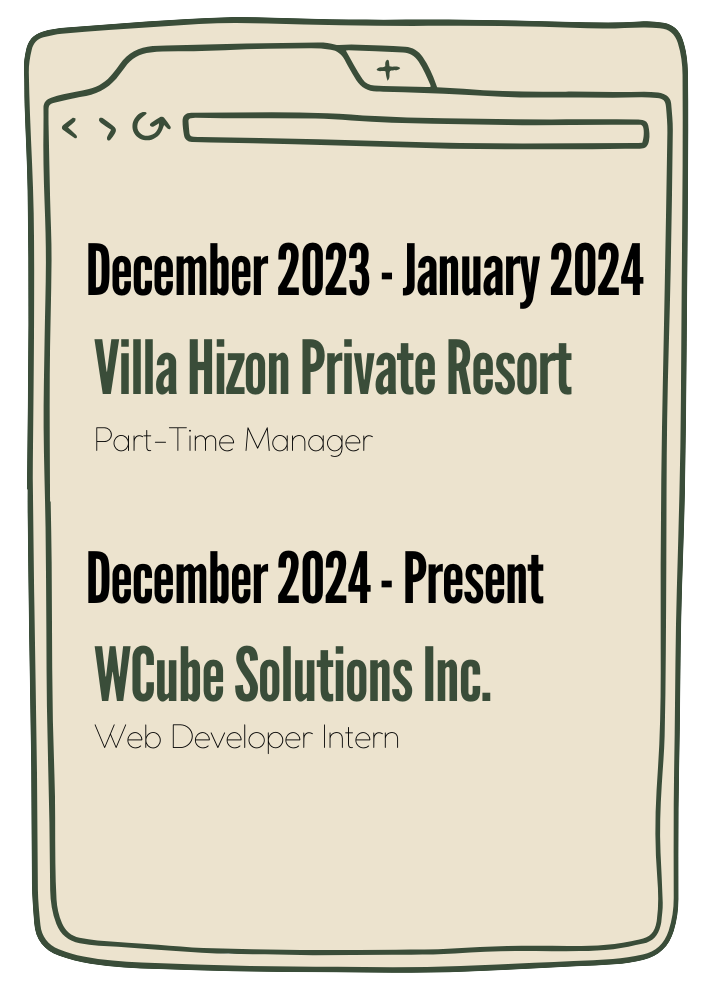 December 2023 - January 2024
Villa Hizon Private Resort
Part-Time Manager
December 2024 - Present
WCube Solutions Inc.
Web Developer Intern